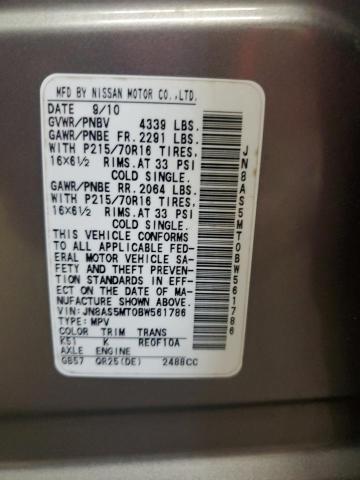 MFD BY NISSAN MOTOR CO.,LTD.
DATE 9/10
GVWR/PNBV 4339 LBS.
GAWR/PNBE FR. 2291 LBS.
WITH P215/70R16 TIRES,
16X6½ RIMS. AT 33 PSI
COLD SINGLE.
GAWR/PNBE RR. 2064 LBS.
WITH P215/70R16 TIRES,
16X6½ RIMS. AT 33 PSI
COLD SINGLE.
THIS VEHICLE CONFORMS
TO ALL APPLICABLE FED-
ERAL MOTOR VEHICLE SA-
FETY AND THEFT PREVEN-
TION STANDARDS IN EFF-
ECT ON THE DATE OF MA-
NUFACTURE SHOWN ABOVE.
VIN: JN8AS5MT0BW561786
TYPE: MPV
COLOR TRIM TRANS
K51 K RE0F10A
AXLE ENGINE
GB57 QR25(DE) 2488CC
JN8AS5MT0BW561786